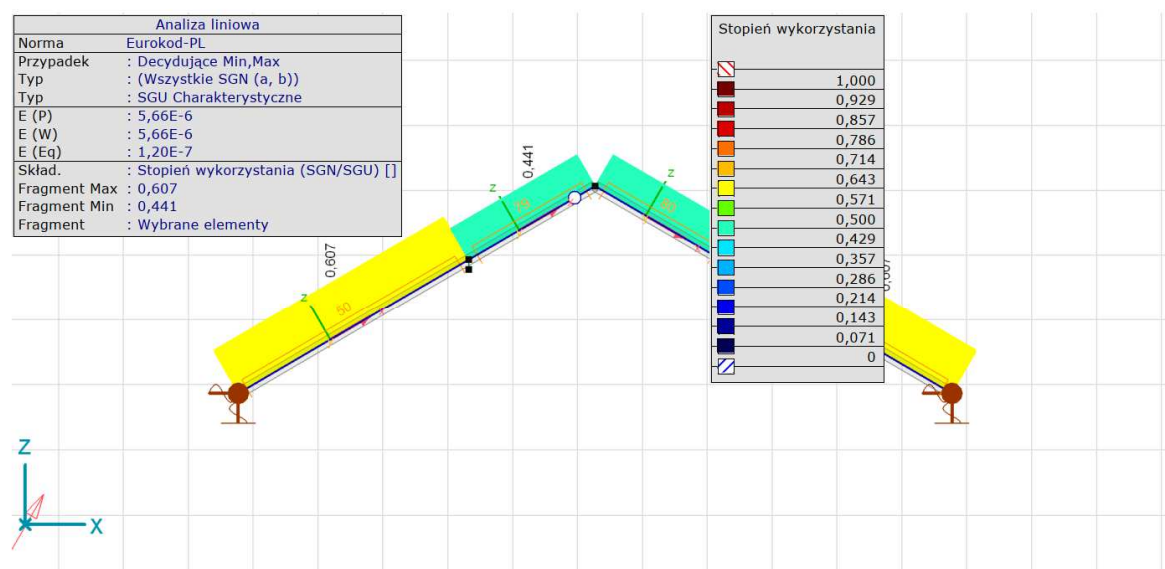 Analiza liniowa
Norma Eurokod-PL
Przypadek : Decydujące Min,Max
Typ : (Wszystkie SGN (a, b))
Typ : SGU Charakterystyczne
E (P) : 5,66E-6
E (W) : 5,66E-6
E (Eq) : 1,20E-7
Skład. : Stopień wykorzystania (SGN/SGU) []
Fragment Max : 0,607
Fragment Min : 0,441
Fragment : Wybrane elementy
Stopień wykorzystania
1,000
0,929
0,857
0,786
0,714
0,643
0,571
0,500
0,429
0,357
0,286
0,214
0,143
0,071
0
0,441
z
79
z
80
0,607
z
50
Z
X